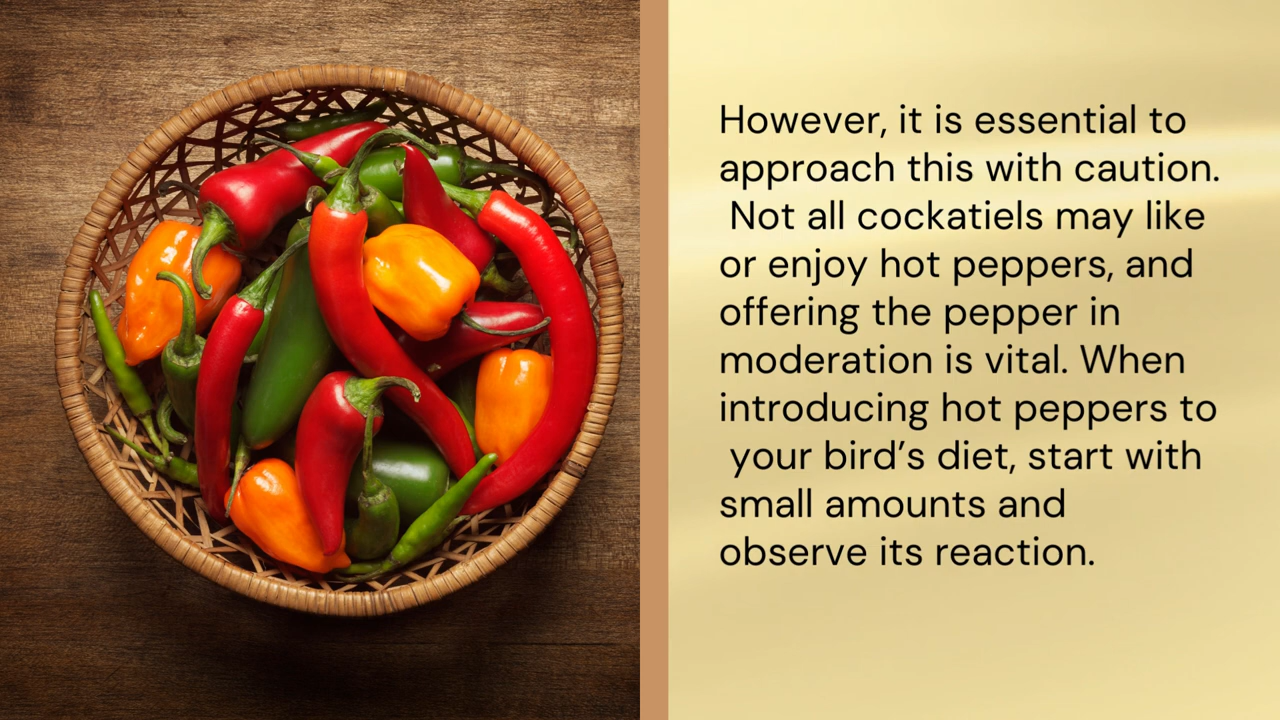 However, it is essential to
approach this with caution.
Not all cockatiels may like
or enjoy hot peppers, and
offering the pepper in
moderation is vital. When
introducing hot peppers to
your bird’s diet, start with
small amounts and
observe its reaction.